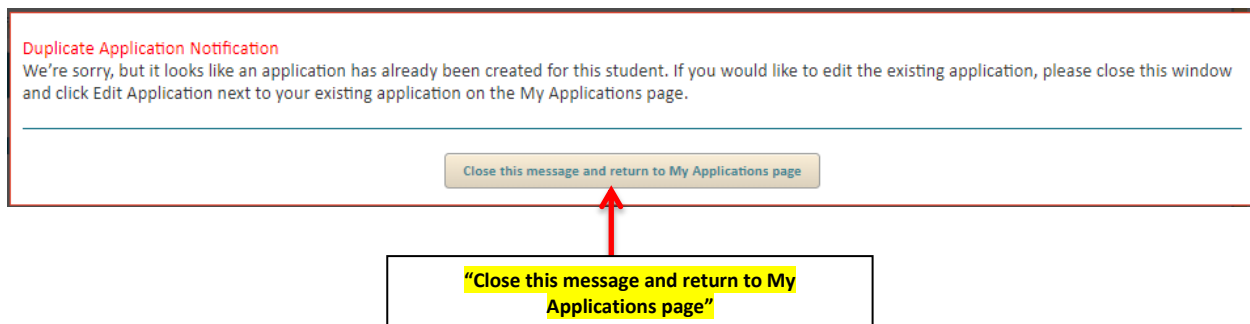 Duplicate Application Notification
We’re sorry, but it looks like an application has already been created for this student. If you would like to edit the existing application, please close this window
and click Edit Application next to your existing application on the My Applications page.
Close this message and return to My Applications page
“Close this message and return to My
Applications page”